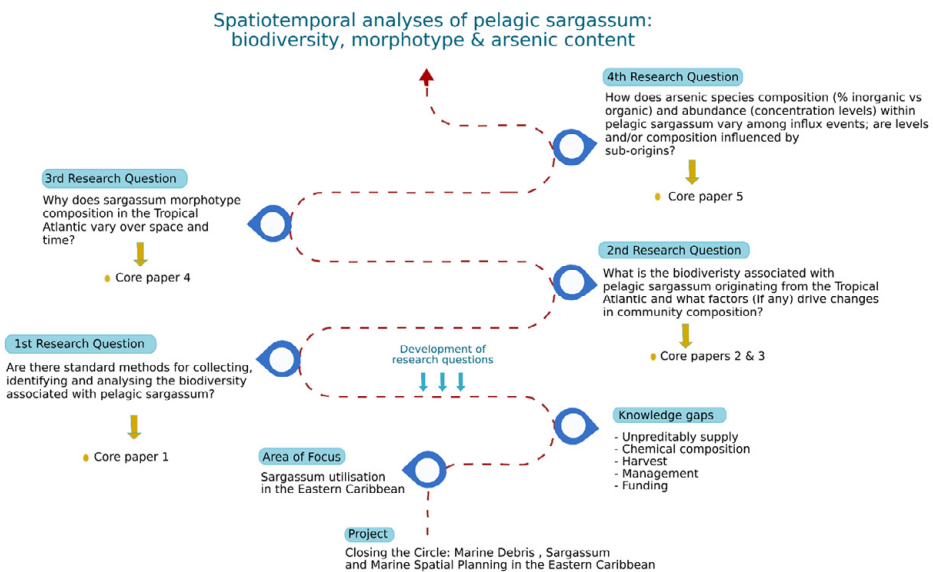 Spatiotemporal analyses of pelagic sargassum:
biodiversity, morphotype & arsenic content
4th Research Question
How does arsenic species composition (% inorganic vs
organic) and abundance (concentration levels) within
pelagic sargassum vary among influx events; are levels
and/or composition influenced by
sub-origins?
Core paper 5
3rd Research Question
Why does sargassum morphotype
composition in the Tropical
Atlantic vary over space and
time?
Core paper 4
2nd Research Question
What is the biodiveristy associated with
pelagic sargassum originating from the Tropical
Atlantic and what factors (if any) drive changes
in community composition?
Core papers 2 & 3
1st Research Question
Are there standard methods for collecting,
identifying and analysing the biodiversity
associated with pelagic sargassum?
Core paper 1
Development of
research questions
Knowledge gaps
- Unpreditably supply
- Chemical composition
- Harvest
- Management
- Funding
Area of Focus
Sargassum utilisation
in the Eastern Caribbean
Project
Closing the Circle: Marine Debris , Sargassum
and Marine Spatial Planning in the Eastern Caribbean